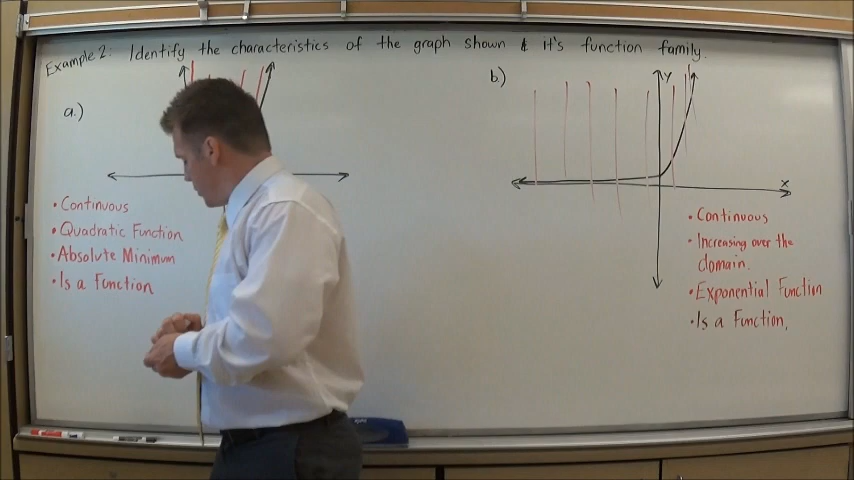 Example 2: Identify the characteristics of the graph shown & it's function family.
a.)
• Continuous
• Quadratic Function
• Absolute Minimum
• Is a Function
b.)
y
x
• Continuous
• Increasing over the
domain.
• Exponential Function
• Is a Function,